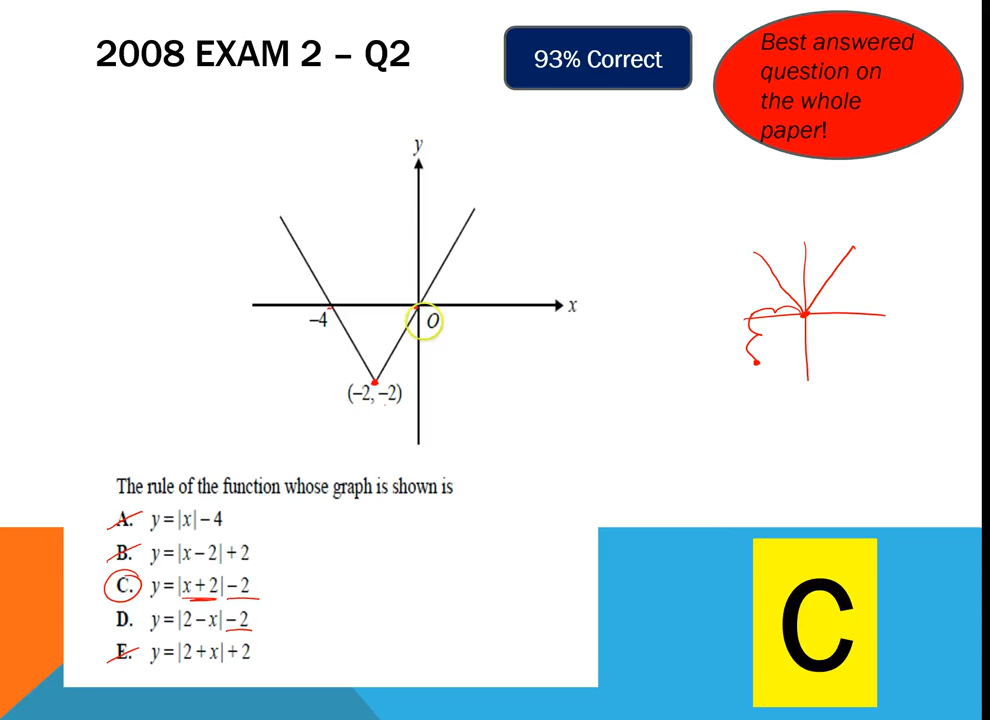 2008 EXAM 2 – Q2
93% Correct
Best answered
question on
the whole
paper!
y
x
–4
O
(–2, –2)
The rule of the function whose graph is shown is
A. y = |x| – 4
B. y = |x – 2| + 2
C. y = |x + 2| – 2
D. y = |2 – x| – 2
E. y = |2 + x| + 2
C